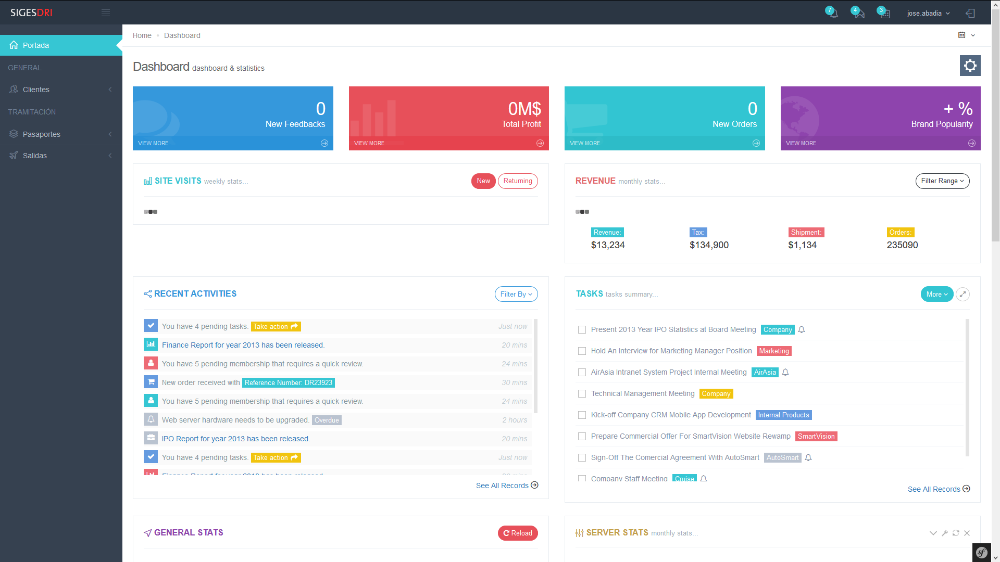 SIGESDRI
7
4
3
jose.abadia
Portada
GENERAL
Clientes
TRAMITACIÓN
Pasaportes
Salidas
Home
Dashboard
Dashboard dashboard & statistics
0
New Feedbacks
VIEW MORE
0M$
Total Profit
VIEW MORE
0
New Orders
VIEW MORE
+ %
Brand Popularity
VIEW MORE
SITE VISITS weekly stats...
New
Returning
REVENUE monthly stats...
Filter Range
Revenue:
$13,234
Tax:
$134,900
Shipment:
$1,134
Orders:
235090
RECENT ACTIVITIES
Filter By
You have 4 pending tasks. Take action
Just now
Finance Report for year 2013 has been released.
20 mins
You have 5 pending membership that requires a quick review.
24 mins
New order received with Reference Number: DR23923
30 mins
You have 5 pending membership that requires a quick review.
24 mins
Web server hardware needs to be upgraded. Overdue
2 hours
IPO Report for year 2013 has been released.
20 mins
You have 4 pending tasks. Take action
Just now
Finance Report for year 2013 has been released.
See All Records
TASKS tasks summary...
More
Present 2013 Year IPO Statistics at Board Meeting Company
Hold An Interview for Marketing Manager Position Marketing
AirAsia Intranet System Project Internal Meeting AirAsia
Technical Management Meeting Company
Kick-off Company CRM Mobile App Development Internal Products
Prepare Commercial Offer For SmartVision Website Rewamp SmartVision
Sign-Off The Comercial Agreement With AutoSmart AutoSmart
Company Staff Meeting Cruise
See All Records
GENERAL STATS
Reload
SERVER STATS monthly stats...
sf